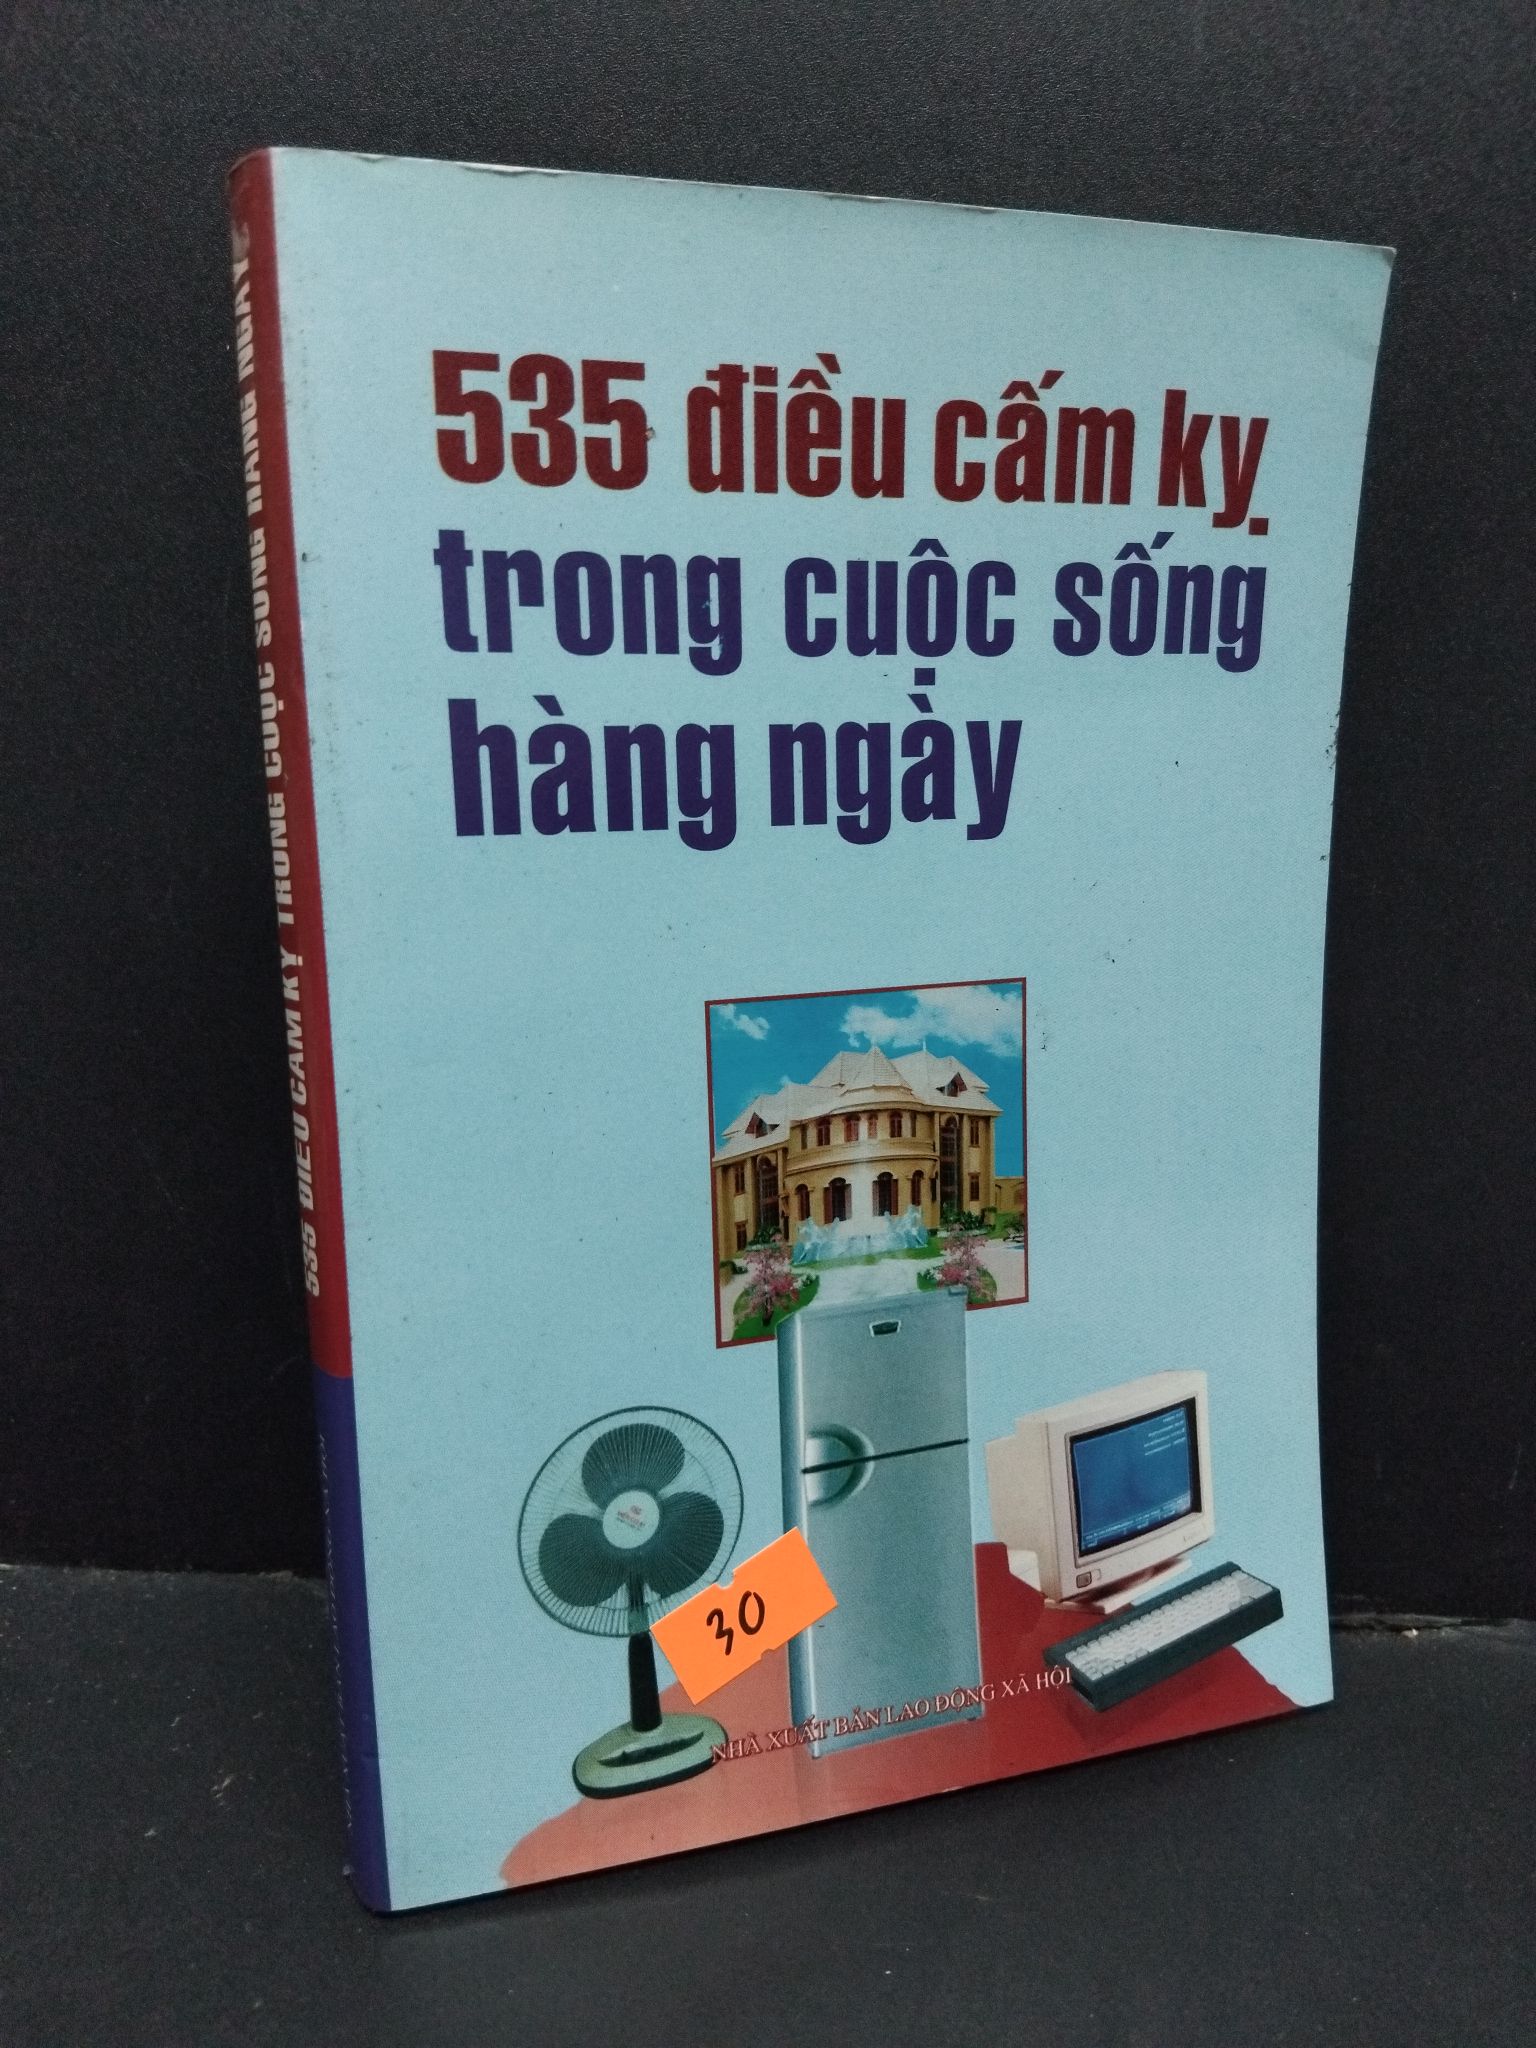 535 điều cấm kỵ
trong cuộc sống
hàng ngày
30
NHÀ XUẤT BẢN LAO ĐỘNG XÃ HỘI
535 ĐIỀU CẤM KỴ TRONG CUỘC SỐNG HÀNG NGÀY